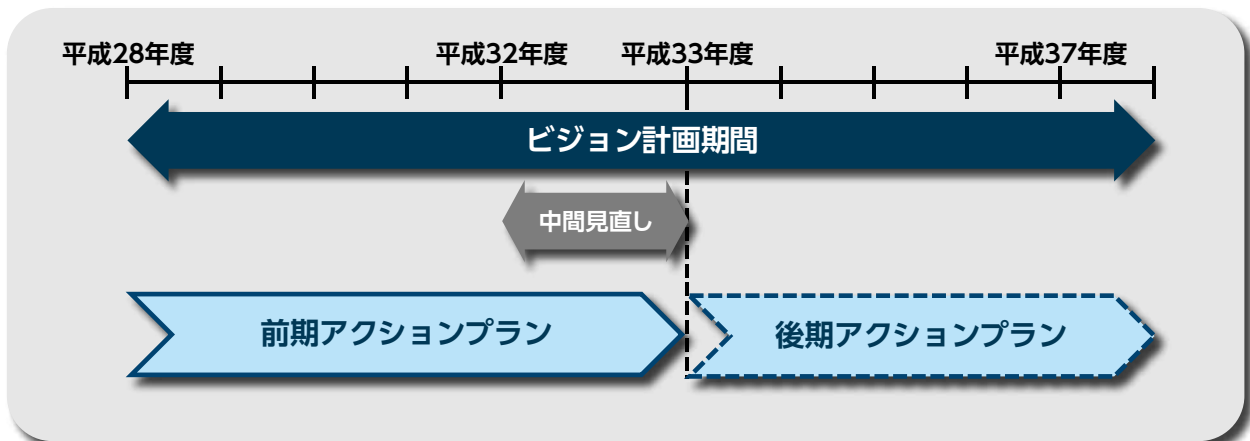 平成28年度 平成32年度 平成33年度 平成37年度
ビジョン計画期間
中間見直し
前期アクションプラン 後期アクションプラン